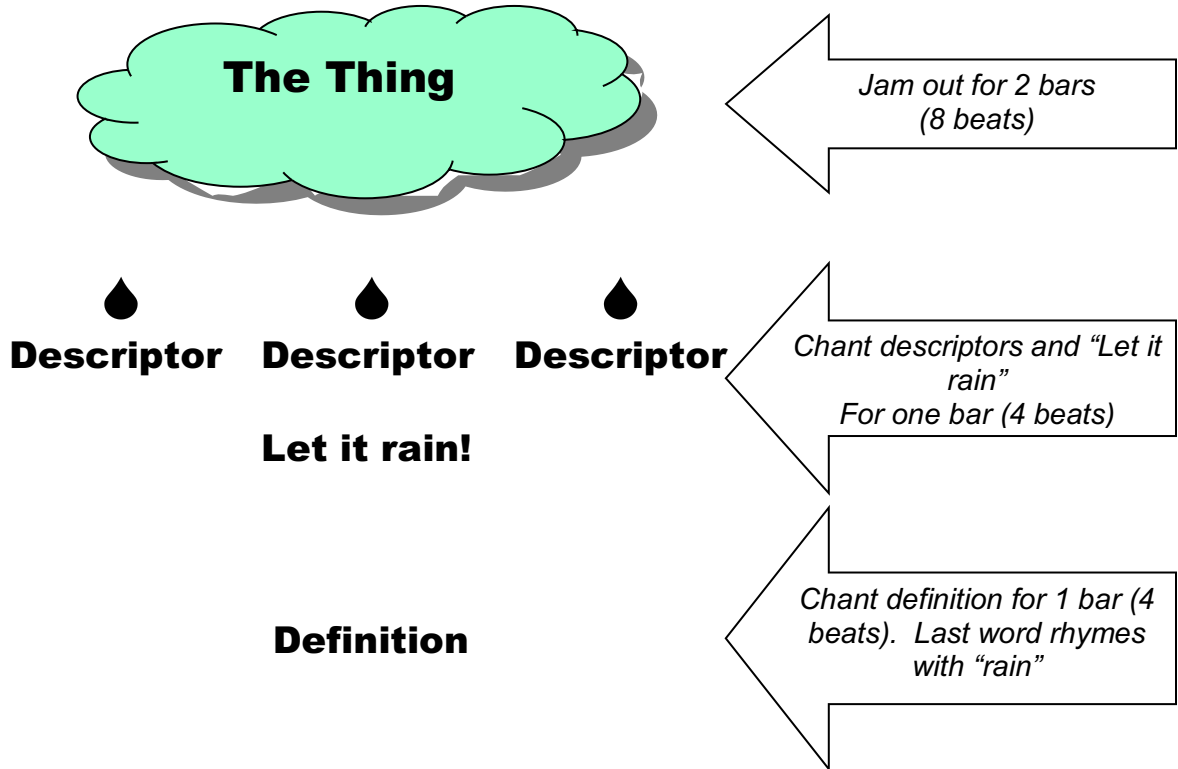 The Thing
Jam out for 2 bars
(8 beats)
Descriptor Descriptor Descriptor
Let it rain!
Chant descriptors and “Let it
rain”
For one bar (4 beats)
Definition
Chant definition for 1 bar (4
beats).  Last word rhymes
with “rain”